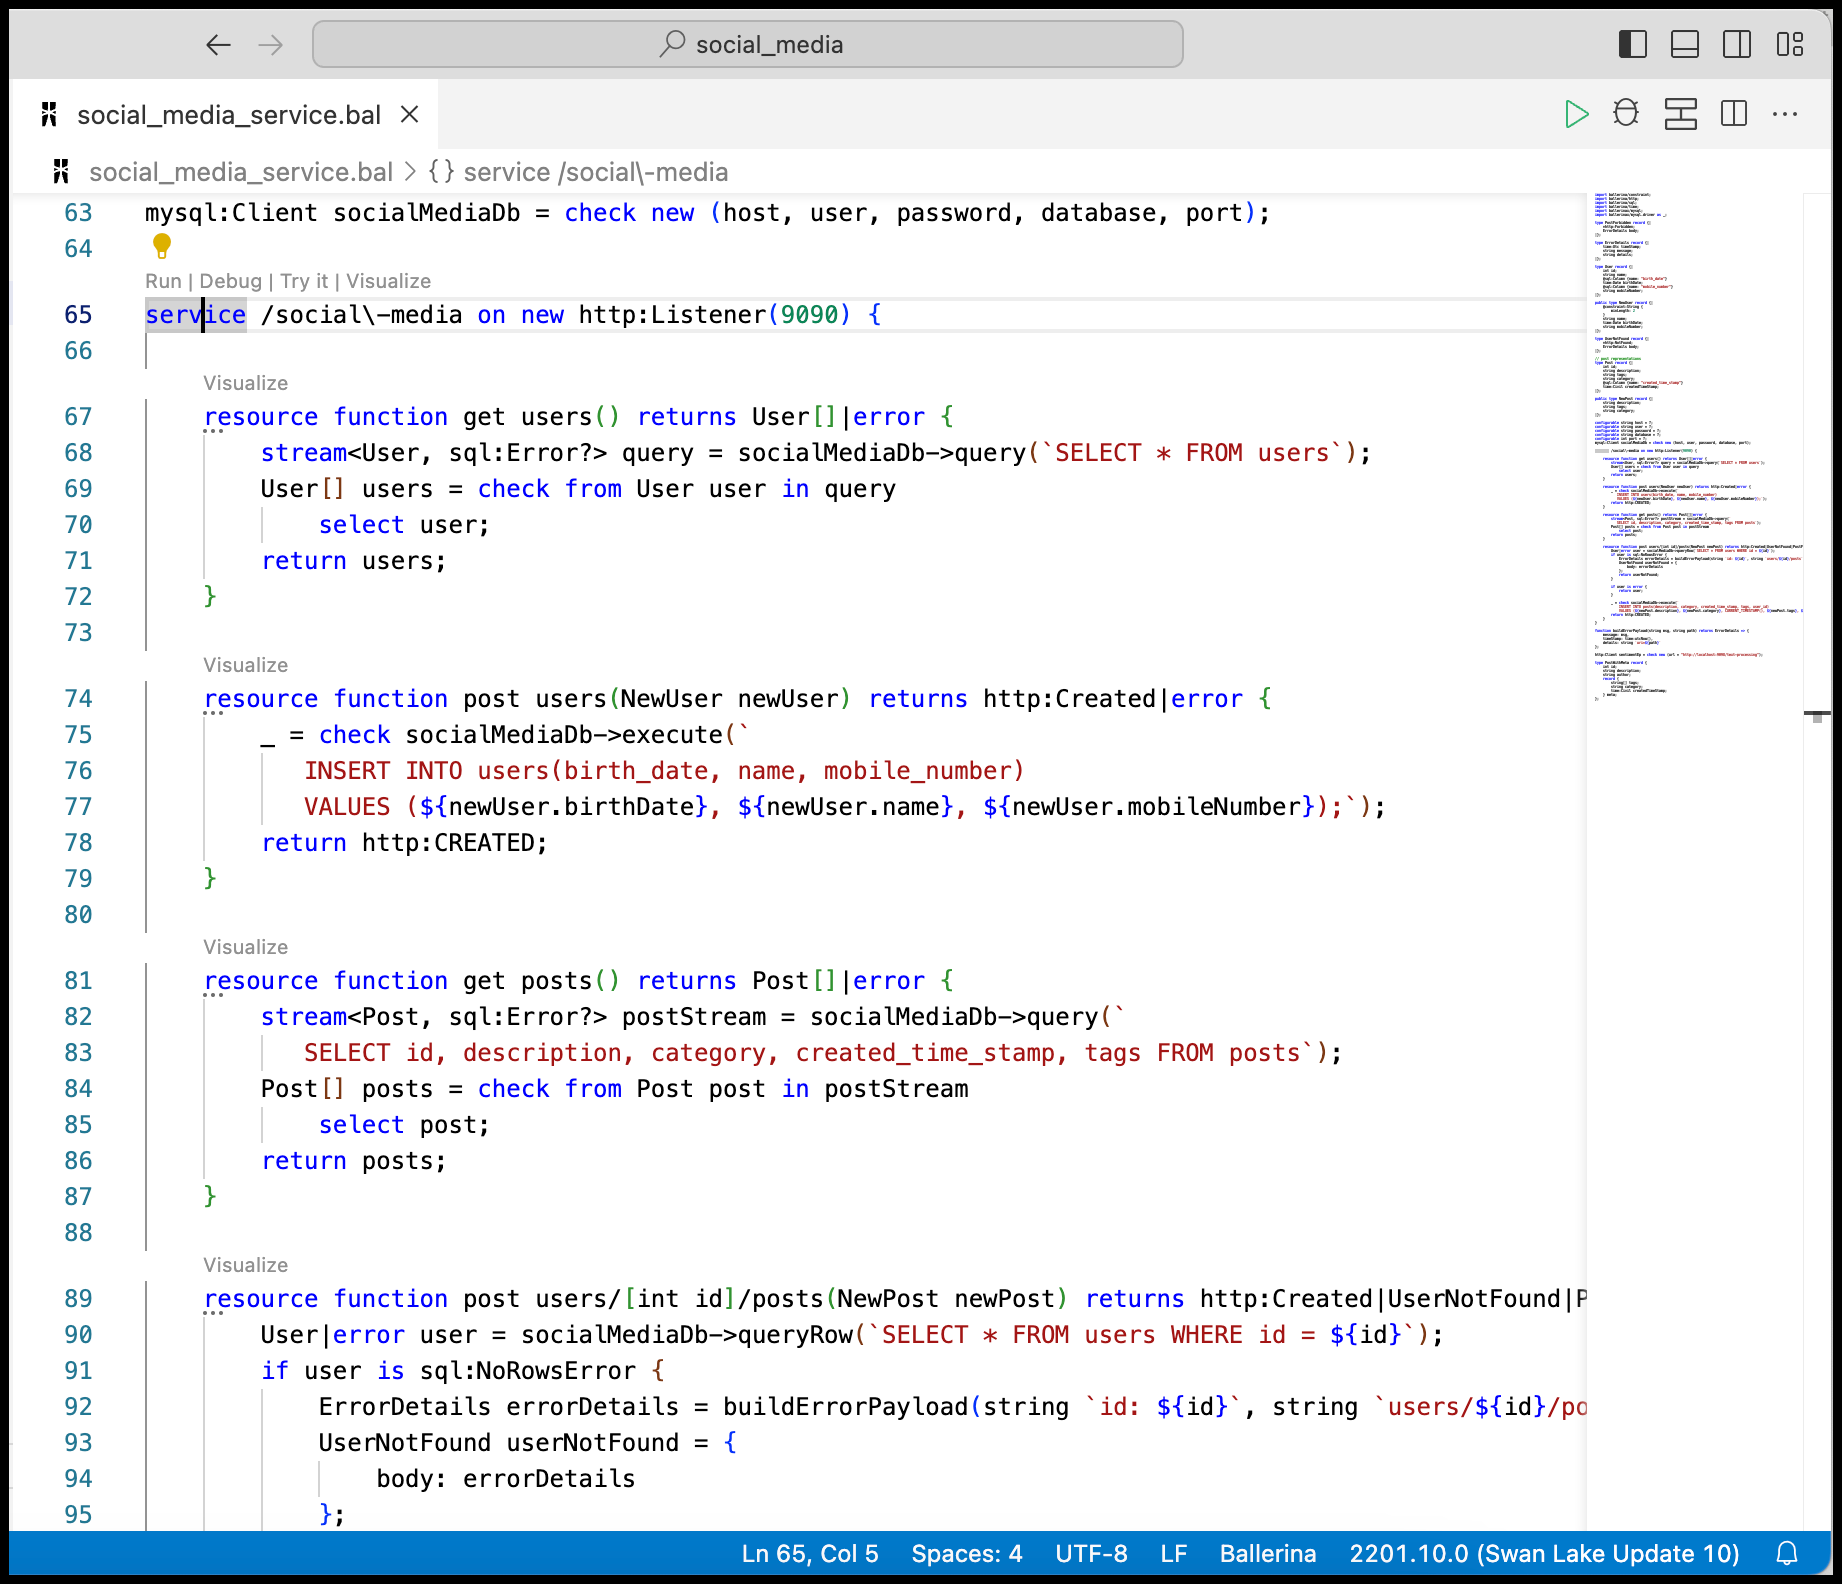 social_media
social_media_service.bal
social_media_service.bal > {} service /social\-media
63 mysql:Client socialMediaDb = check new (host, user, password, database, port);
64
Run | Debug | Try it | Visualize
65 service /social\-media on new http:Listener(9090) {
66
Visualize
67 resource function get users() returns User[]|error {
68 stream<User, sql:Error?> query = socialMediaDb->query(`SELECT * FROM users`);
69 User[] users = check from User user in query
70 select user;
71 return users;
72 }
73
Visualize
74 resource function post users(NewUser newUser) returns http:Created|error {
75 _ = check socialMediaDb->execute(`
76 INSERT INTO users(birth_date, name, mobile_number)
77 VALUES (${newUser.birthDate}, ${newUser.name}, ${newUser.mobileNumber});`);
78 return http:CREATED;
79 }
80
Visualize
81 resource function get posts() returns Post[]|error {
82 stream<Post, sql:Error?> postStream = socialMediaDb->query(`
83 SELECT id, description, category, created_time_stamp, tags FROM posts`);
84 Post[] posts = check from Post post in postStream
85 select post;
86 return posts;
87 }
88
Visualize
89 resource function post users/[int id]/posts(NewPost newPost) returns http:Created|UserNotFound|P
90 User|error user = socialMediaDb->queryRow(`SELECT * FROM users WHERE id = ${id}`);
91 if user is sql:NoRowsError {
92 ErrorDetails errorDetails = buildErrorPayload(string `id: ${id}`, string `users/${id}/po
93 UserNotFound userNotFound = {
94 body: errorDetails
95 };
Ln 65, Col 5 Spaces: 4 UTF-8 LF Ballerina 2201.10.0 (Swan Lake Update 10)